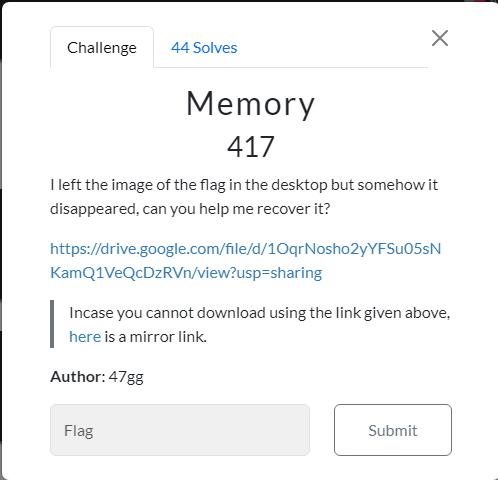 Challenge
44 Solves
Memory
417
I left the image of the flag in the desktop but somehow it
disappeared, can you help me recover it?
https://drive.google.com/file/d/1OqrNosho2yYFSu05sN
KamQ1VeQcDzRVn/view?usp=sharing
Incase you cannot download using the link given above,
here is a mirror link.
Author: 47gg
Flag
Submit